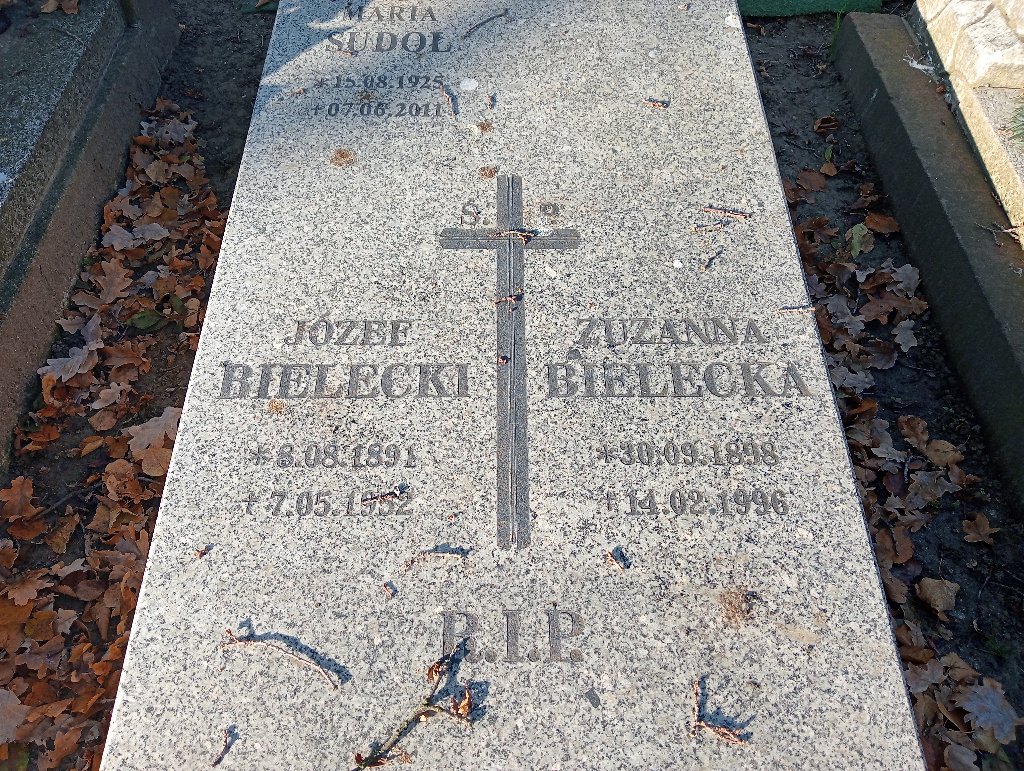 MARIA
SUDOŁ
*15.08.1925
+07.06.2011
Ś. P.
JÓZEF
BIELECKI
*8.08.1891
+7.05.1952
ZUZANNA
BIELECKA
*30.09.1898
+14.02.1996
R.I.P.